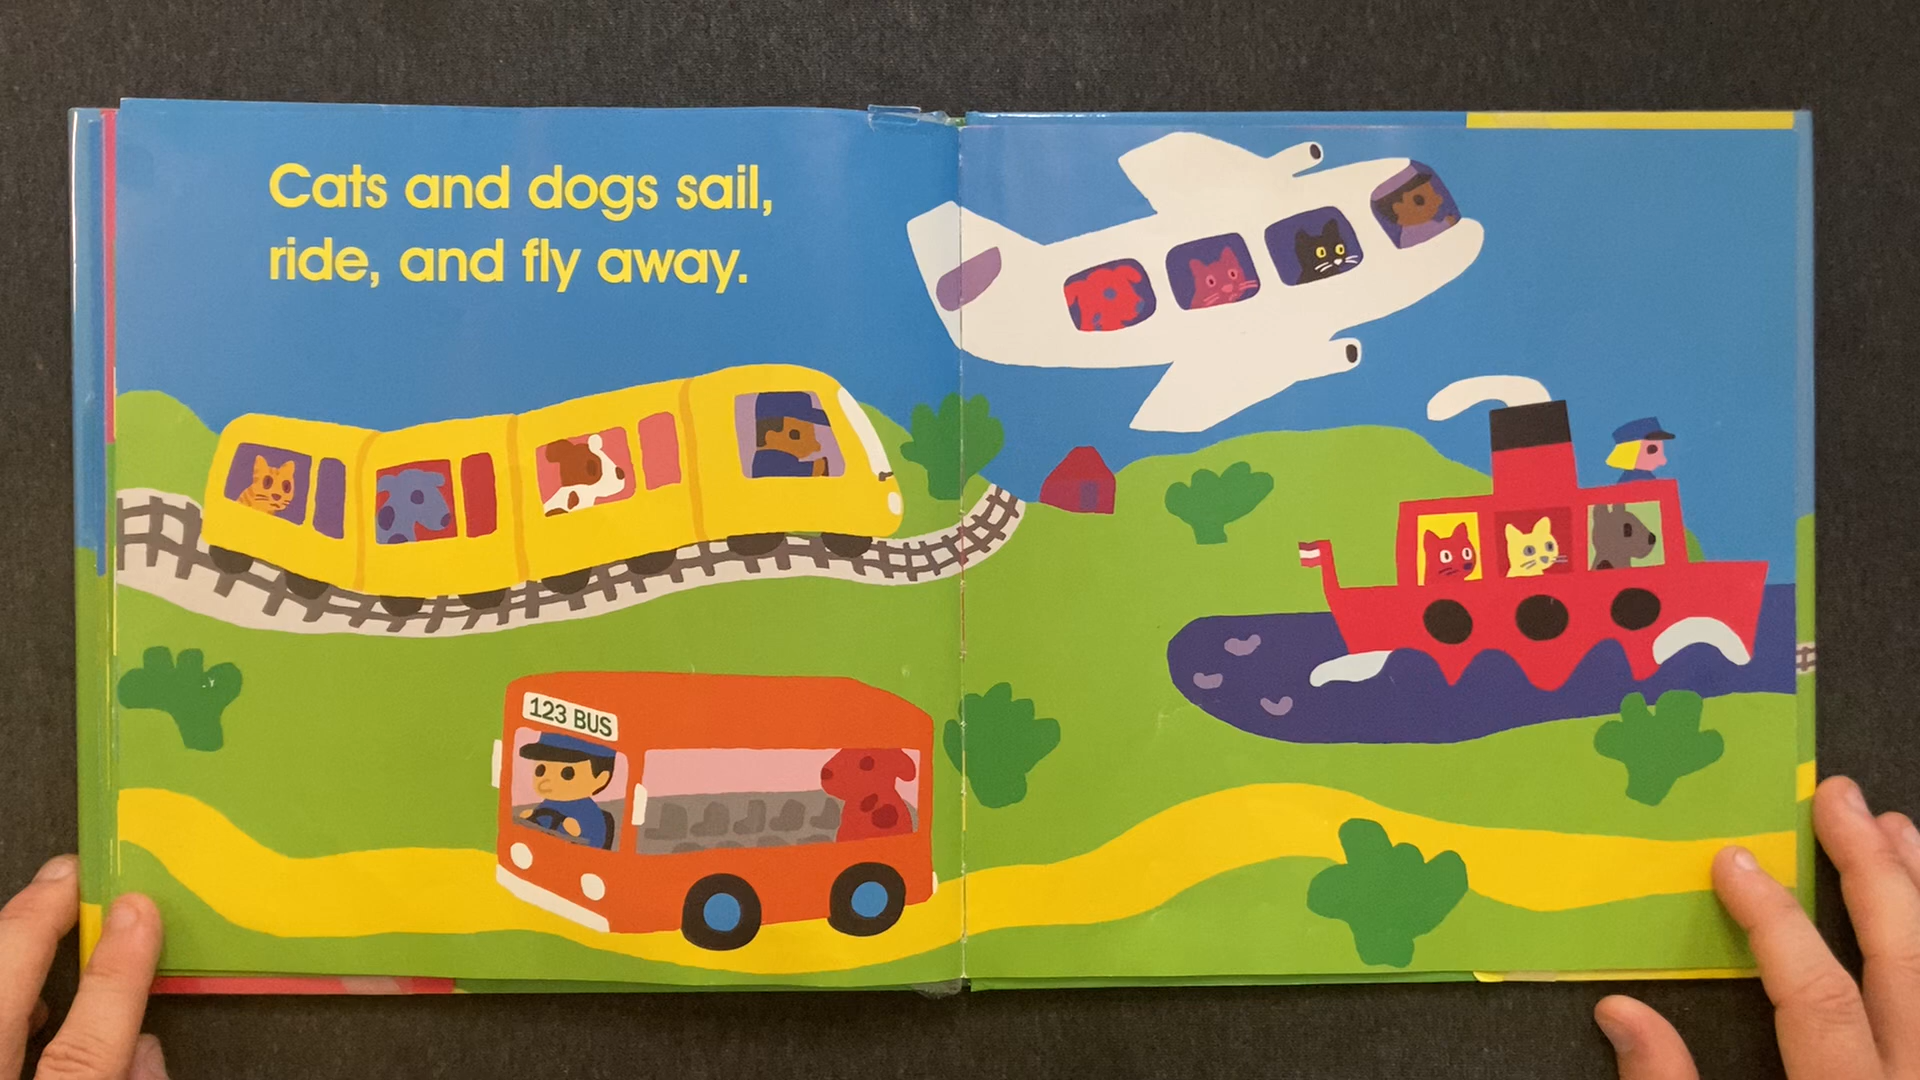 Cats and dogs sail,
ride, and fly away.
123 BUS